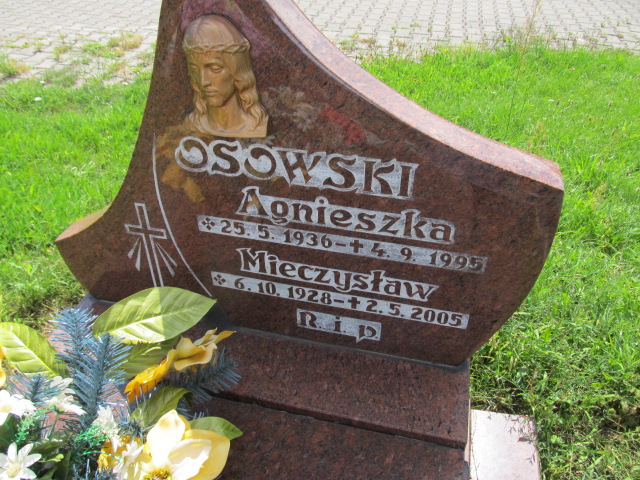 OSOWSKI
Agnieszka
* 25. 5. 1936 - † 4. 9. 1995
Mieczysław
* 6. 10. 1928 - † 2. 5. 2005
R. i. p